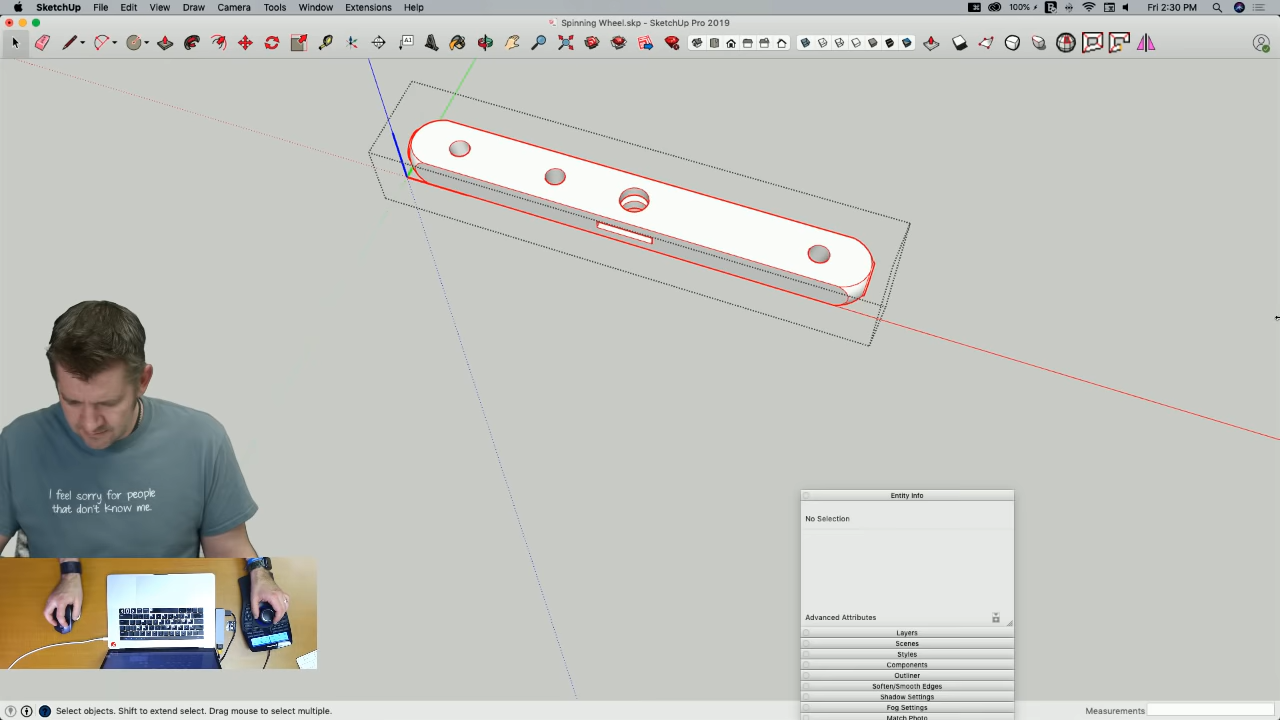 SketchUp File Edit View Draw Camera Tools Window Extensions Help
100% Fri 2:30 PM
Spinning Wheel.skp - SketchUp Pro 2019
I feel sorry for people
that don't know me.
Entity Info
No Selection
Advanced Attributes
Layers
Scenes
Styles
Components
Outliner
Soften/Smooth Edges
Shadow Settings
Fog Settings
Match Photo
Select objects. Shift to extend select. Drag mouse to select multiple.
Measurements